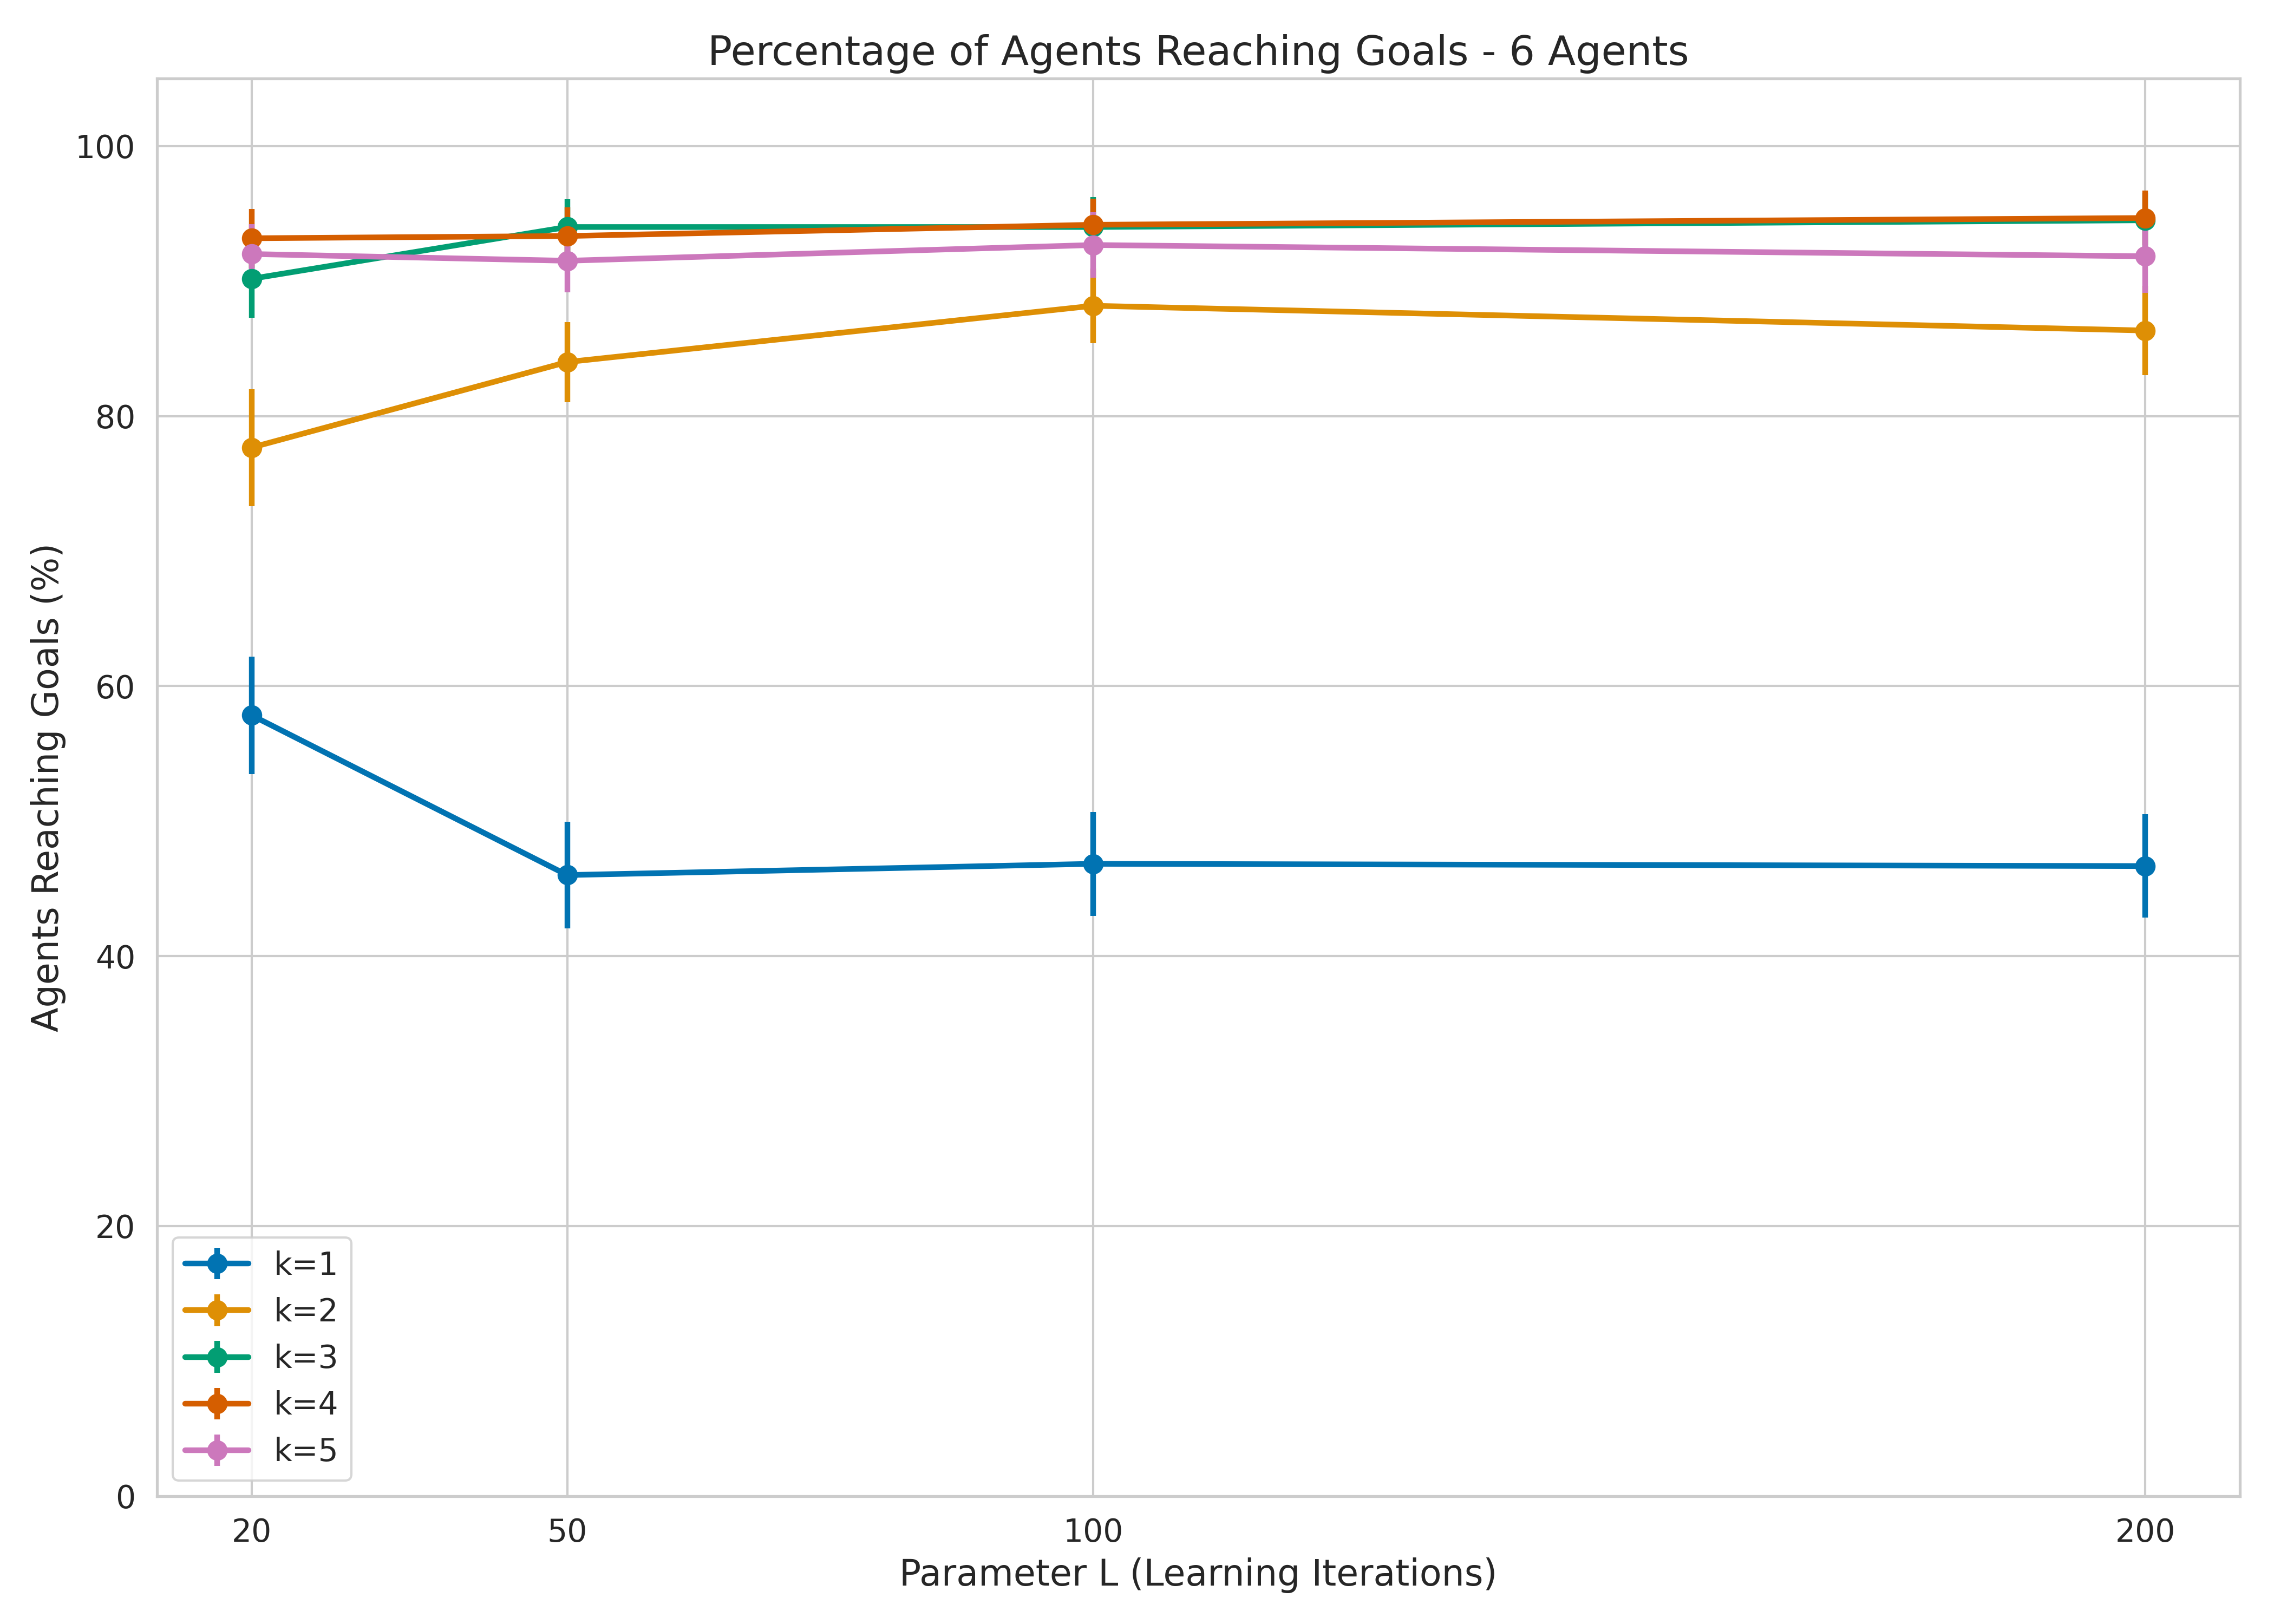 Percentage of Agents Reaching Goals - 6 Agents
100
80
60
40
20
0
Agents Reaching Goals (%)
k=1
k=2
k=3
k=4
k=5
20 50 100 200
Parameter L (Learning Iterations)